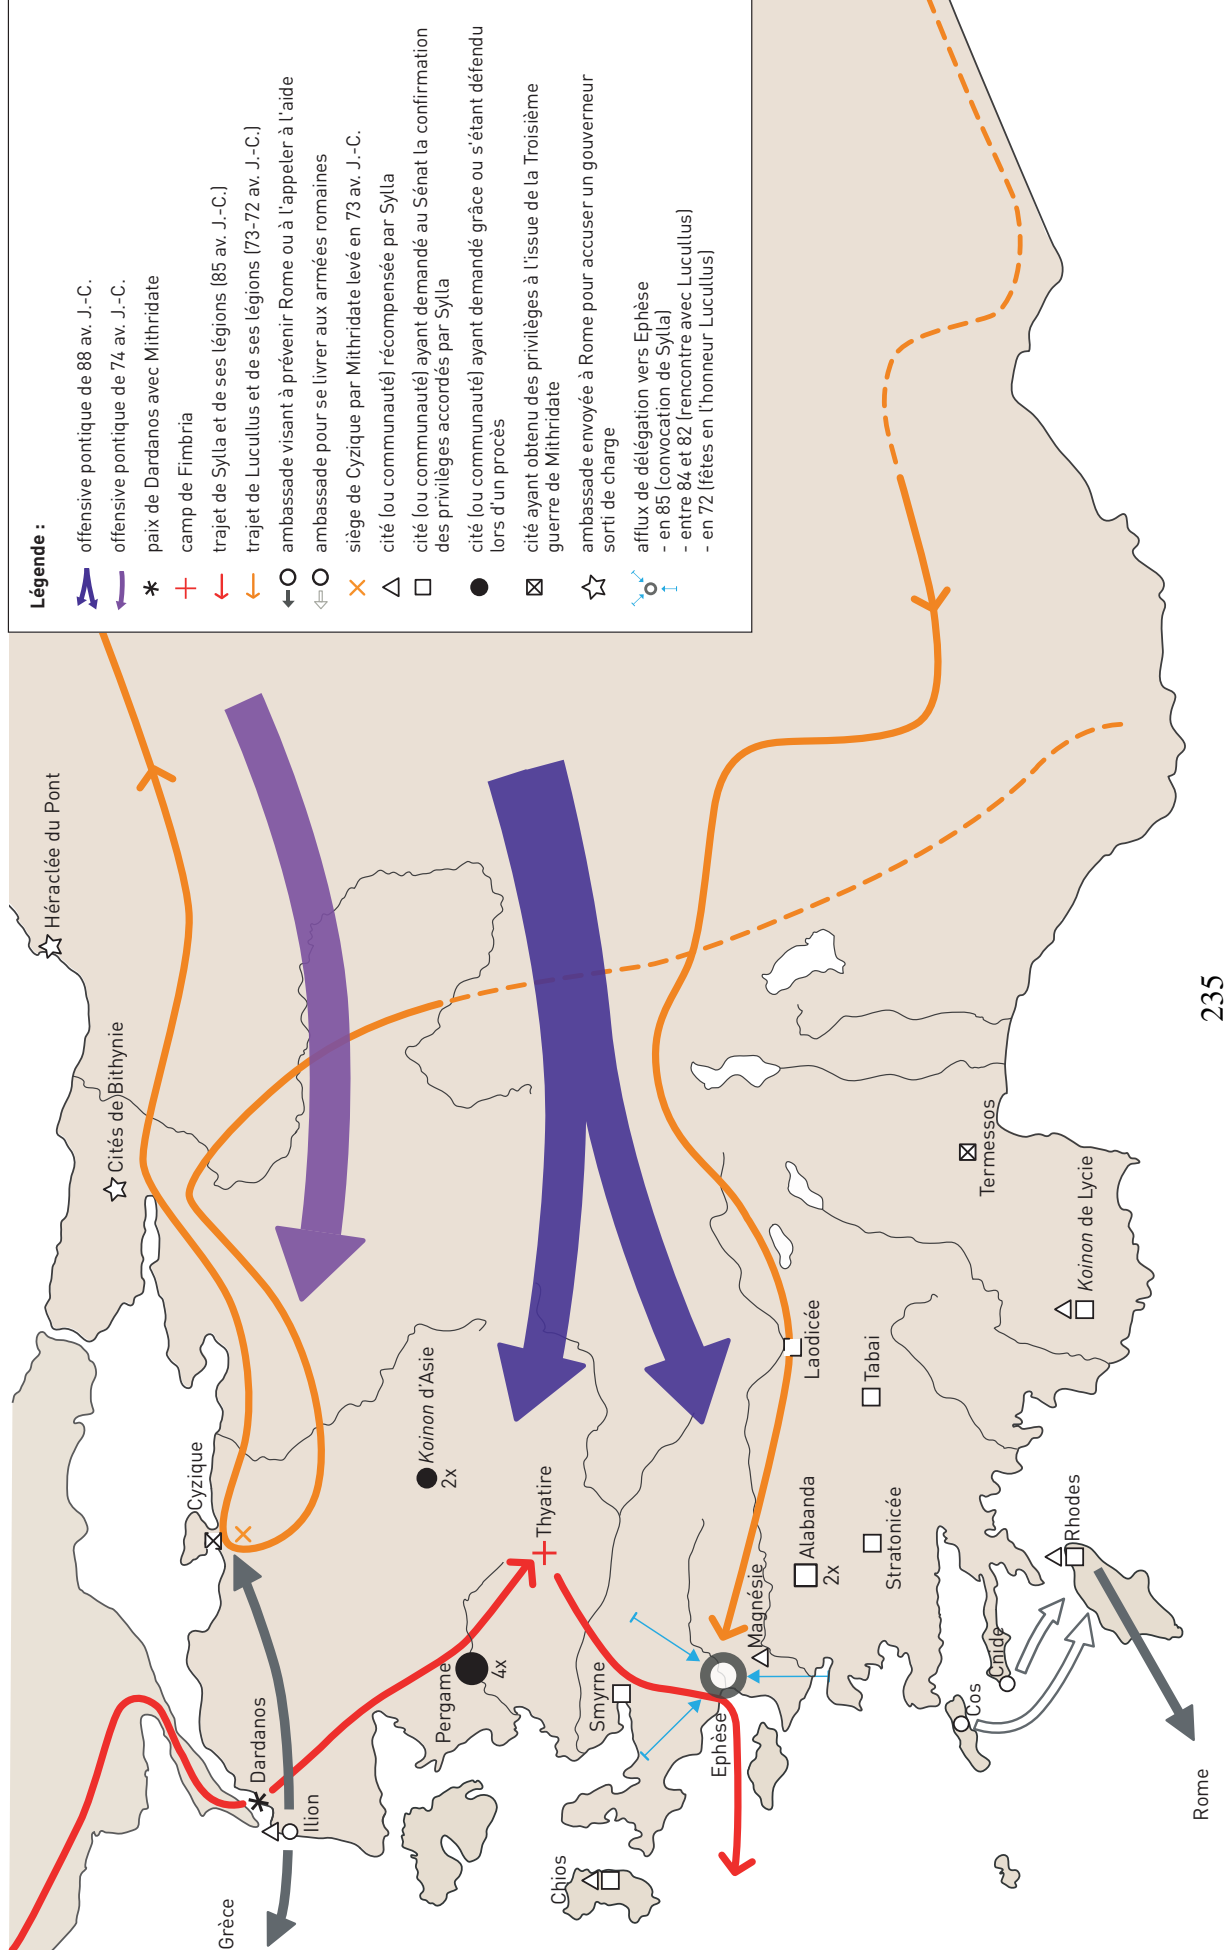 Légende :
offensive pontique de 88 av. J.-C.
offensive pontique de 74 av. J.-C.
paix de Dardanos avec Mithridate
camp de Fimbria
trajet de Sylla et de ses légions (85 av. J.-C.)
trajet de Lucullus et de ses légions (73-72 av. J.-C.)
ambassade visant à prévenir Rome ou à l'appeler à l'aide
ambassade pour se livrer aux armées romaines
siège de Cyzique par Mithridate levé en 73 av. J.-C.
cité (ou communauté) récompensée par Sylla
cité (ou communauté) ayant demandé au Sénat la confirmation
des privilèges accordés par Sylla
cité (ou communauté) ayant demandé grâce ou s'étant défendu
lors d'un procès
cité ayant obtenu des privilèges à l'issue de la Troisième
guerre de Mithridate
ambassade envoyée à Rome pour accuser un gouverneur
sorti de charge
afflux de délégation vers Ephèse
- en 85 (convocation de Sylla)
- entre 84 et 82 (rencontre avec Lucullus)
- en 72 (fêtes en l'honneur Lucullus)
Héraclée du Pont
Cités de Bithynie
Cyzique
Dardanos
Ilion
Grèce
Koinon d'Asie
2x
Pergame
4x
Thyatire
Smyrne
Chios
Ephèse
Magnésie
Laodicée
Alabanda
2x
Tabai
Stratonicée
Termessos
Koinon de Lycie
Cnide
Cos
Rhodes
Rome
235